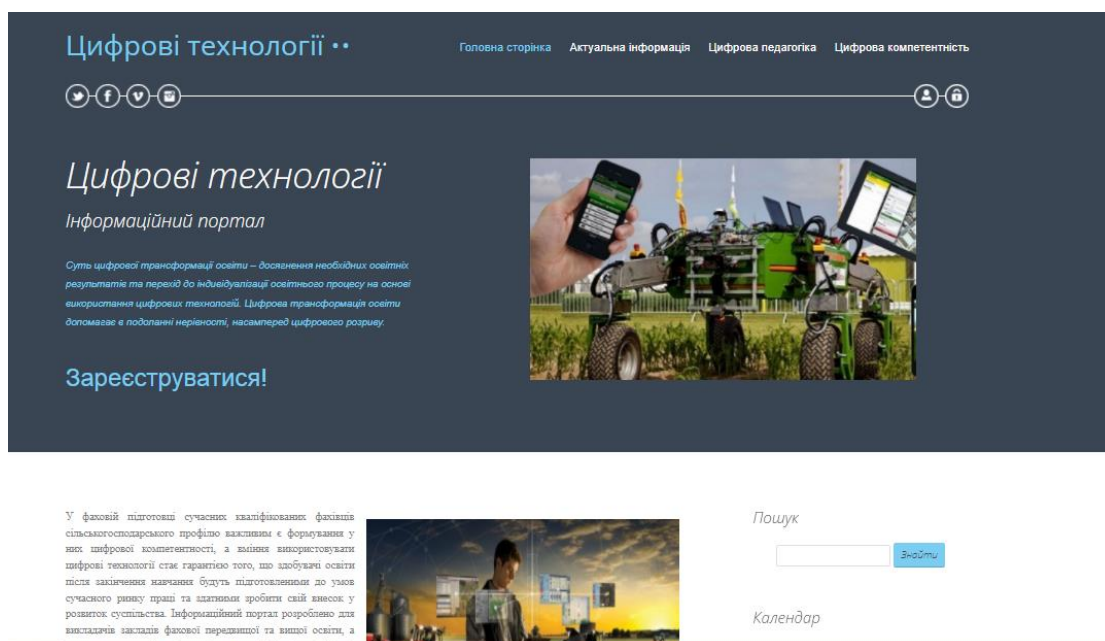 Цифрові технології ••
Головна сторінка Актуальна інформація Цифрова педагогіка Цифрова компетентність
Цифрові технології
Інформаційний портал
Суть цифрової трансформації освіти – досягнення необхідних освітніх
результатів та перехід до індивідуалізації освітнього процесу на основі
використання цифрових технологій. Цифрова трансформація освіти
допомагає в подоланні нерівності, насамперед цифрового розриву.
Зареєструватися!
У фаховій підготовці сучасних кваліфікованих фахівців
сільськогосподарського профілю важливим є формування у
них цифрової компетентності, а вміння використовувати
цифрові технології стає гарантією того, що здобувачі освіти
після закінчення навчання будуть підготовленими до умов
сучасного ринку праці та здатними зробити свій внесок у
розвиток суспільства. Інформаційний портал розроблено для
викладачів закладів фахової передвищої та вищої освіти, а
Пошук
Знайти
Календар